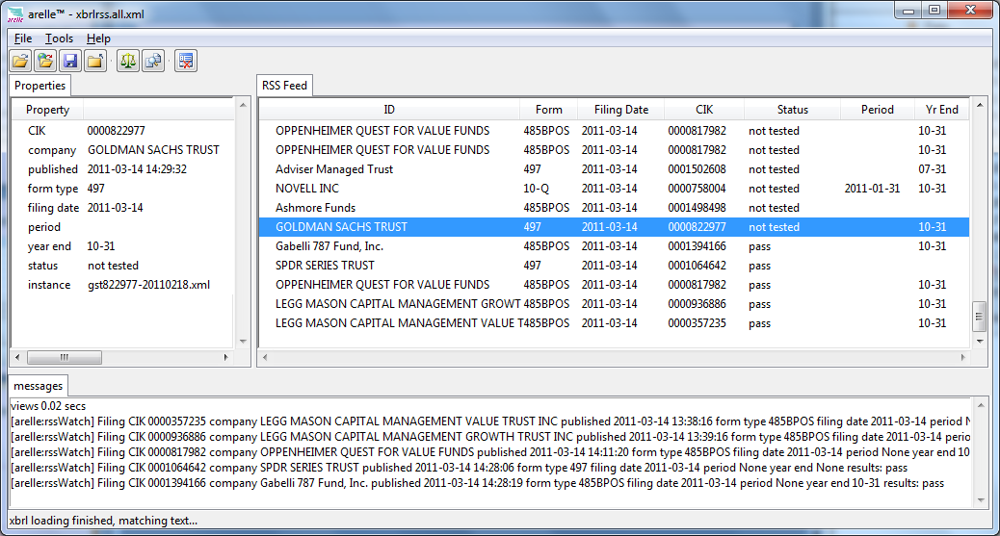 arelle™ - xbrlrss.all.xml
File Tools Help
Properties
RSS Feed
Property
CIK 0000822977
company GOLDMAN SACHS TRUST
published 2011-03-14 14:29:32
form type 497
filing date 2011-03-14
period
year end 10-31
status not tested
instance gst822977-20110218.xml
ID Form Filing Date CIK Status Period Yr End
OPPENHEIMER QUEST FOR VALUE FUNDS 485BPOS 2011-03-14 0000817982 not tested 10-31
OPPENHEIMER QUEST FOR VALUE FUNDS 485BPOS 2011-03-14 0000817982 not tested 10-31
Adviser Managed Trust 497 2011-03-14 0001502608 not tested 07-31
NOVELL INC 10-Q 2011-03-14 0000758004 not tested 2011-01-31 10-31
Ashmore Funds 485BPOS 2011-03-14 0001498498 not tested
GOLDMAN SACHS TRUST 497 2011-03-14 0000822977 not tested 10-31
Gabelli 787 Fund, Inc. 485BPOS 2011-03-14 0001394166 pass 10-31
SPDR SERIES TRUST 497 2011-03-14 0001064642 pass
OPPENHEIMER QUEST FOR VALUE FUNDS 485BPOS 2011-03-14 0000817982 pass 10-31
LEGG MASON CAPITAL MANAGEMENT GROWT 485BPOS 2011-03-14 0000936886 pass 10-31
LEGG MASON CAPITAL MANAGEMENT VALUE T 485BPOS 2011-03-14 0000357235 pass 10-31
messages
views 0.02 secs
[arelle:rssWatch] Filing CIK 0000357235 company LEGG MASON CAPITAL MANAGEMENT VALUE TRUST INC published 2011-03-14 13:38:16 form type 485BPOS filing date 2011-03-14 period N
[arelle:rssWatch] Filing CIK 0000936886 company LEGG MASON CAPITAL MANAGEMENT GROWTH TRUST INC published 2011-03-14 13:39:16 form type 485BPOS filing date 2011-03-14 perio
[arelle:rssWatch] Filing CIK 0000817982 company OPPENHEIMER QUEST FOR VALUE FUNDS published 2011-03-14 14:11:20 form type 485BPOS filing date 2011-03-14 period None year end 10
[arelle:rssWatch] Filing CIK 0001064642 company SPDR SERIES TRUST published 2011-03-14 14:28:06 form type 497 filing date 2011-03-14 period None year end None results: pass
[arelle:rssWatch] Filing CIK 0001394166 company Gabelli 787 Fund, Inc. published 2011-03-14 14:28:19 form type 485BPOS filing date 2011-03-14 period None year end 10-31 results: pass
xbrl loading finished, matching text...